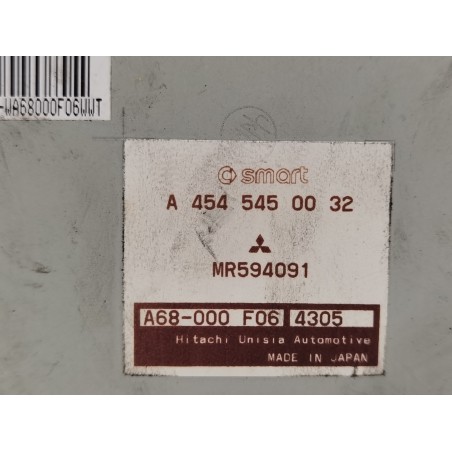 -WA68000F06WWT
smart
A 454 545 00 32
MR594091
A68-000 F06 4305
Hitachi Unisia Automotive
MADE IN JAPAN